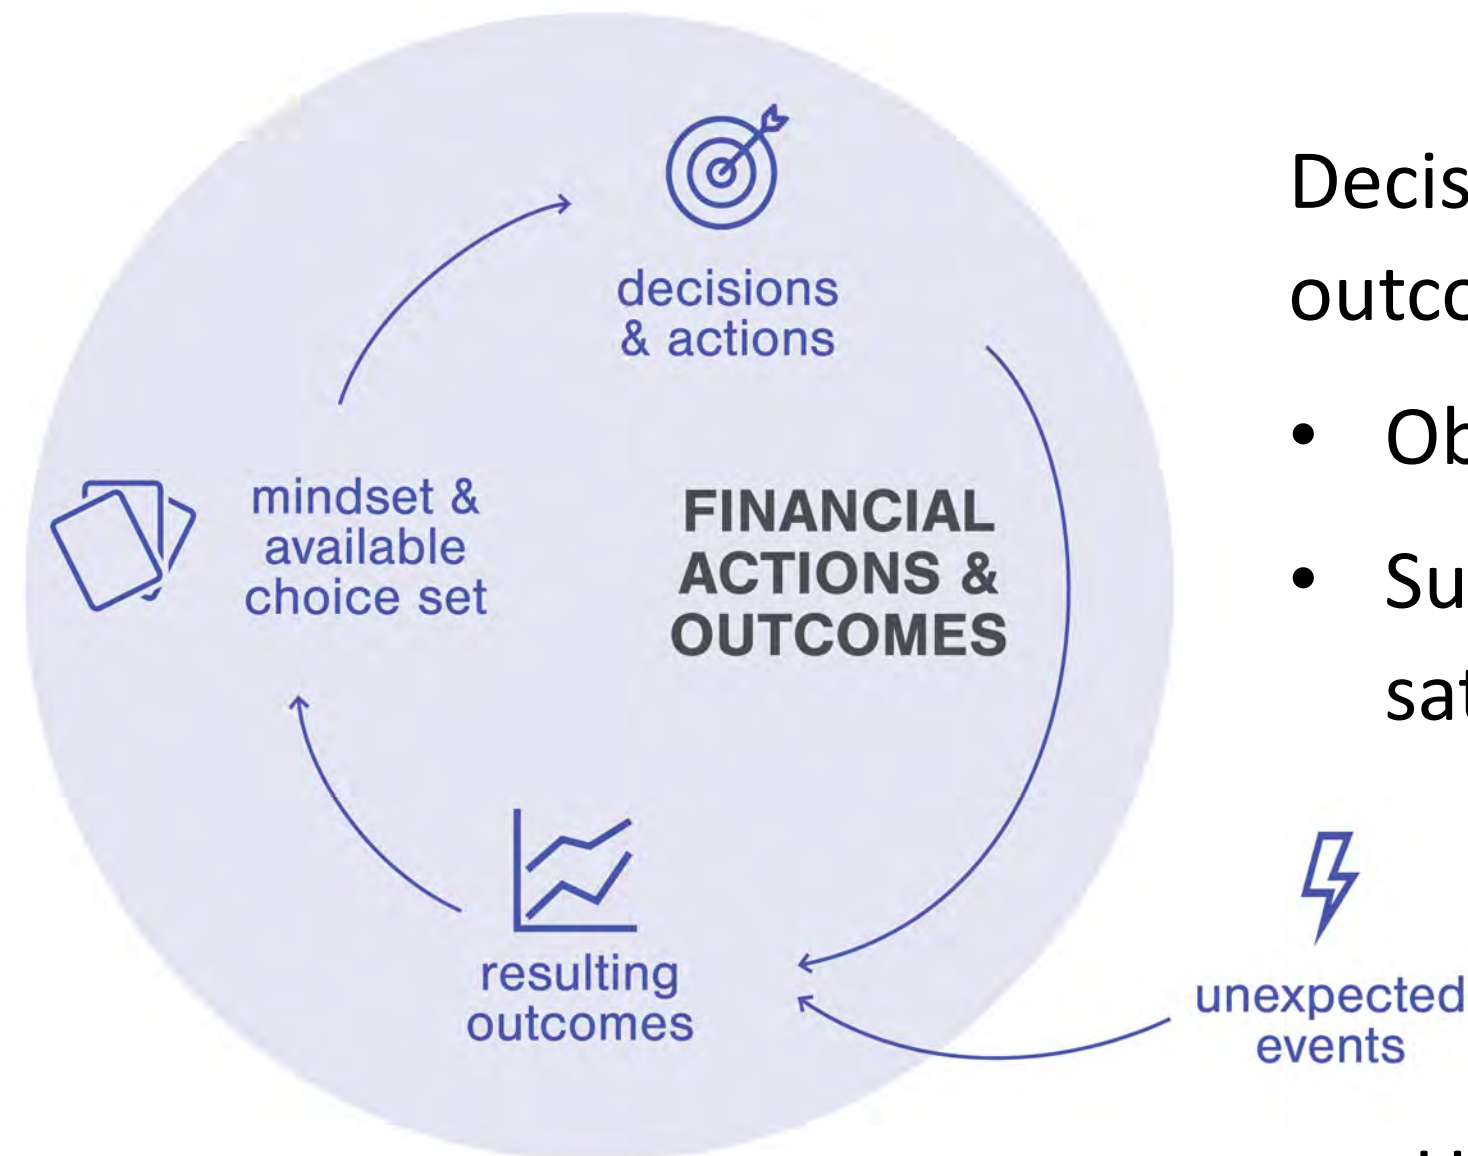 decisions
& actions
mindset &
available
choice set
FINANCIAL
ACTIONS &
OUTCOMES
resulting
outcomes
unexpected
events